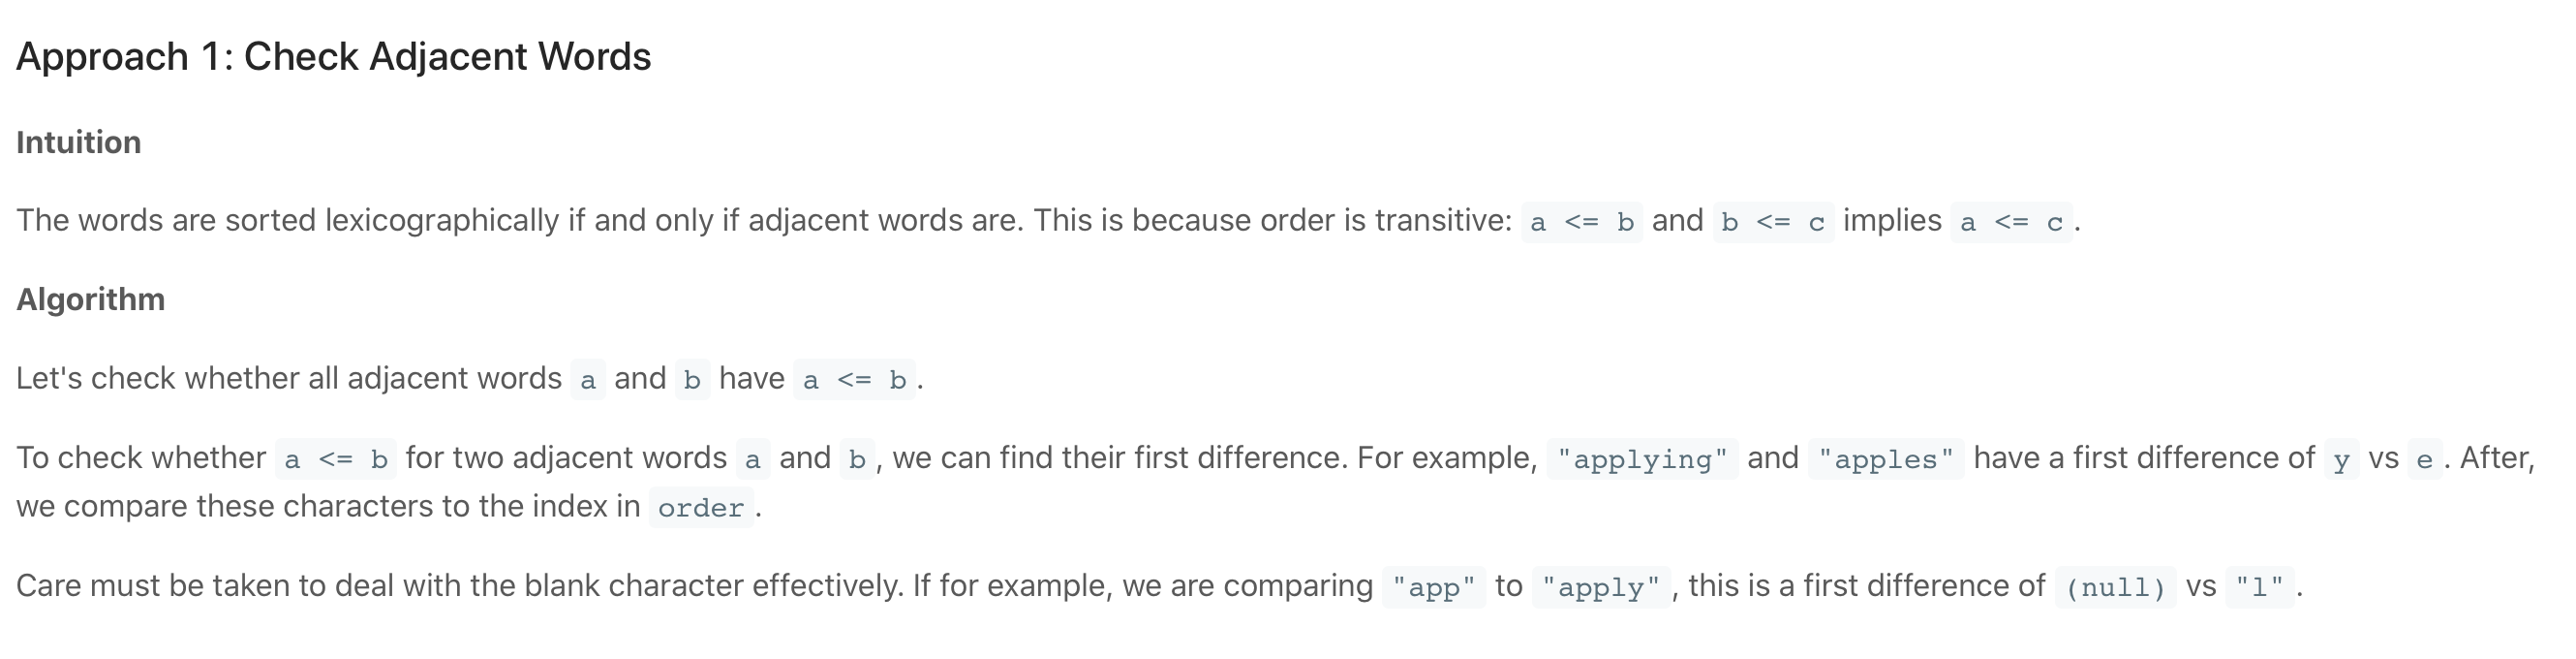 Approach 1: Check Adjacent Words
Intuition
The words are sorted lexicographically if and only if adjacent words are. This is because order is transitive: a <= b and b <= c implies a <= c.
Algorithm
Let's check whether all adjacent words a and b have a <= b.
To check whether a <= b for two adjacent words a and b, we can find their first difference. For example, "applying" and "apples" have a first difference of y vs e. After,
we compare these characters to the index in order.
Care must be taken to deal with the blank character effectively. If for example, we are comparing "app" to "apply", this is a first difference of (null) vs "l".